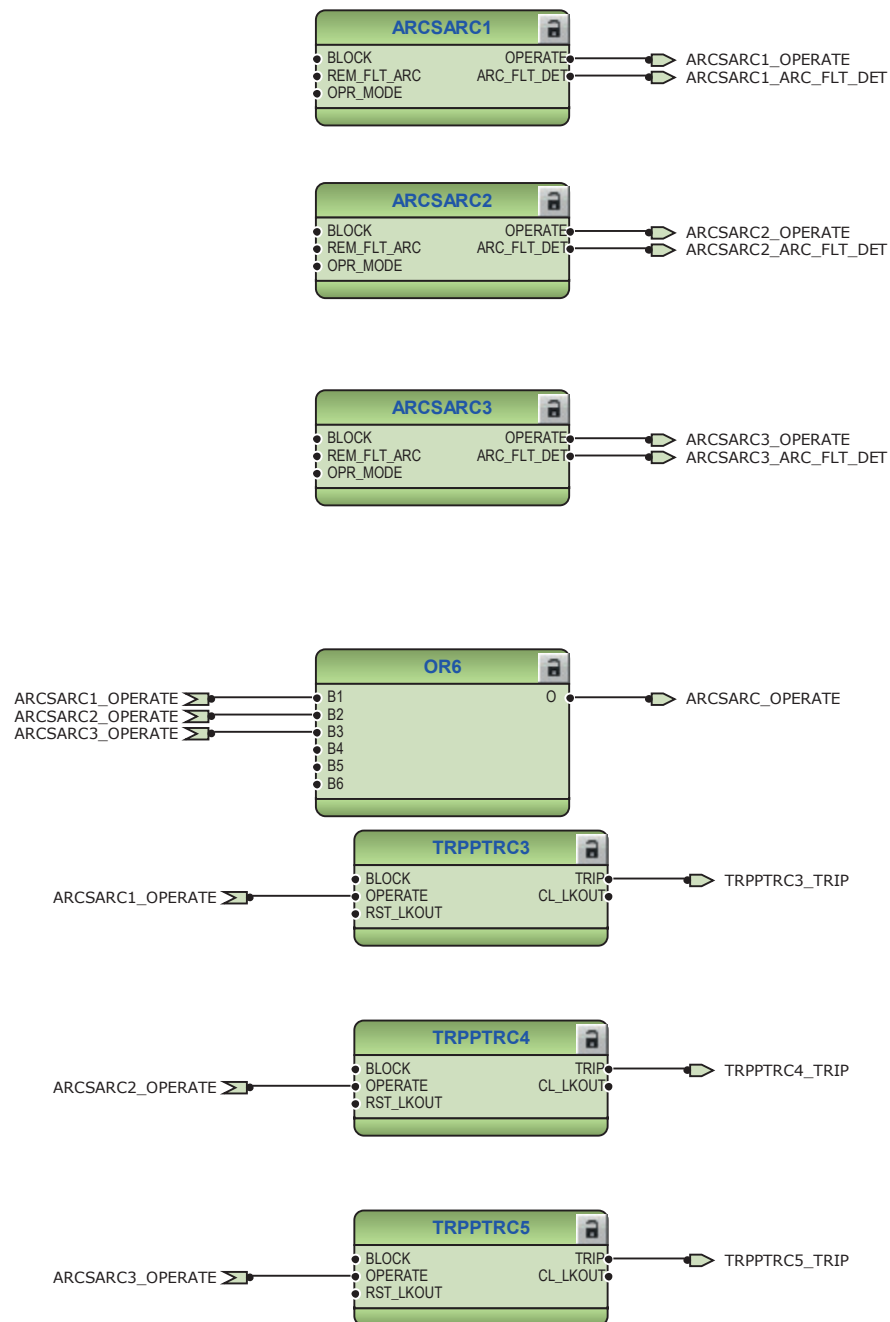 ARCSARC1
BLOCK OPERATE ARCSARC1_OPERATE
REM_FLT_ARC ARC_FLT_DET ARCSARC1_ARC_FLT_DET
OPR_MODE
ARCSARC2
BLOCK OPERATE ARCSARC2_OPERATE
REM_FLT_ARC ARC_FLT_DET ARCSARC2_ARC_FLT_DET
OPR_MODE
ARCSARC3
BLOCK OPERATE ARCSARC3_OPERATE
REM_FLT_ARC ARC_FLT_DET ARCSARC3_ARC_FLT_DET
OPR_MODE
OR6
ARCSARC1_OPERATE B1 O ARCSARC_OPERATE
ARCSARC2_OPERATE B2
ARCSARC3_OPERATE B3
B4
B5
B6
TRPPTRC3
BLOCK TRIP TRPPTRC3_TRIP
ARCSARC1_OPERATE OPERATE CL_LKOUT
RST_LKOUT
TRPPTRC4
BLOCK TRIP TRPPTRC4_TRIP
ARCSARC2_OPERATE OPERATE CL_LKOUT
RST_LKOUT
TRPPTRC5
BLOCK TRIP TRPPTRC5_TRIP
ARCSARC3_OPERATE OPERATE CL_LKOUT
RST_LKOUT